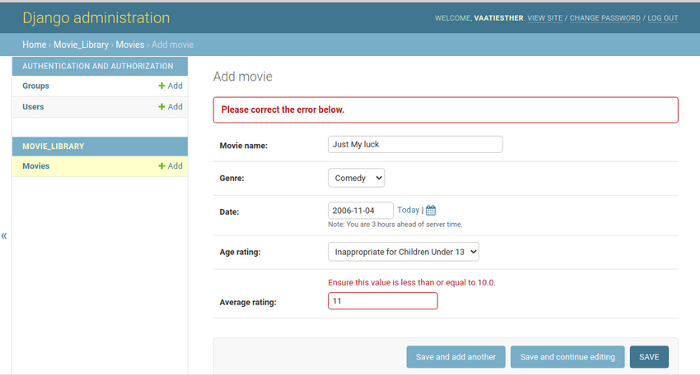 Django administration
WELCOME, VAATIESTHER. VIEW SITE / CHANGE PASSWORD / LOG OUT
Home › Movie_Library › Movies › Add movie
AUTHENTICATION AND AUTHORIZATION
Groups + Add
Users + Add
MOVIE_LIBRARY
Movies + Add
«
Add movie
Please correct the error below.
Movie name: Just My luck
Genre: Comedy
Date: 2006-11-04 Today |
Note: You are 3 hours ahead of server time.
Age rating: Inappropriate for Children Under 13
Ensure this value is less than or equal to 10.0.
Average rating: 11
Save and add another Save and continue editing SAVE